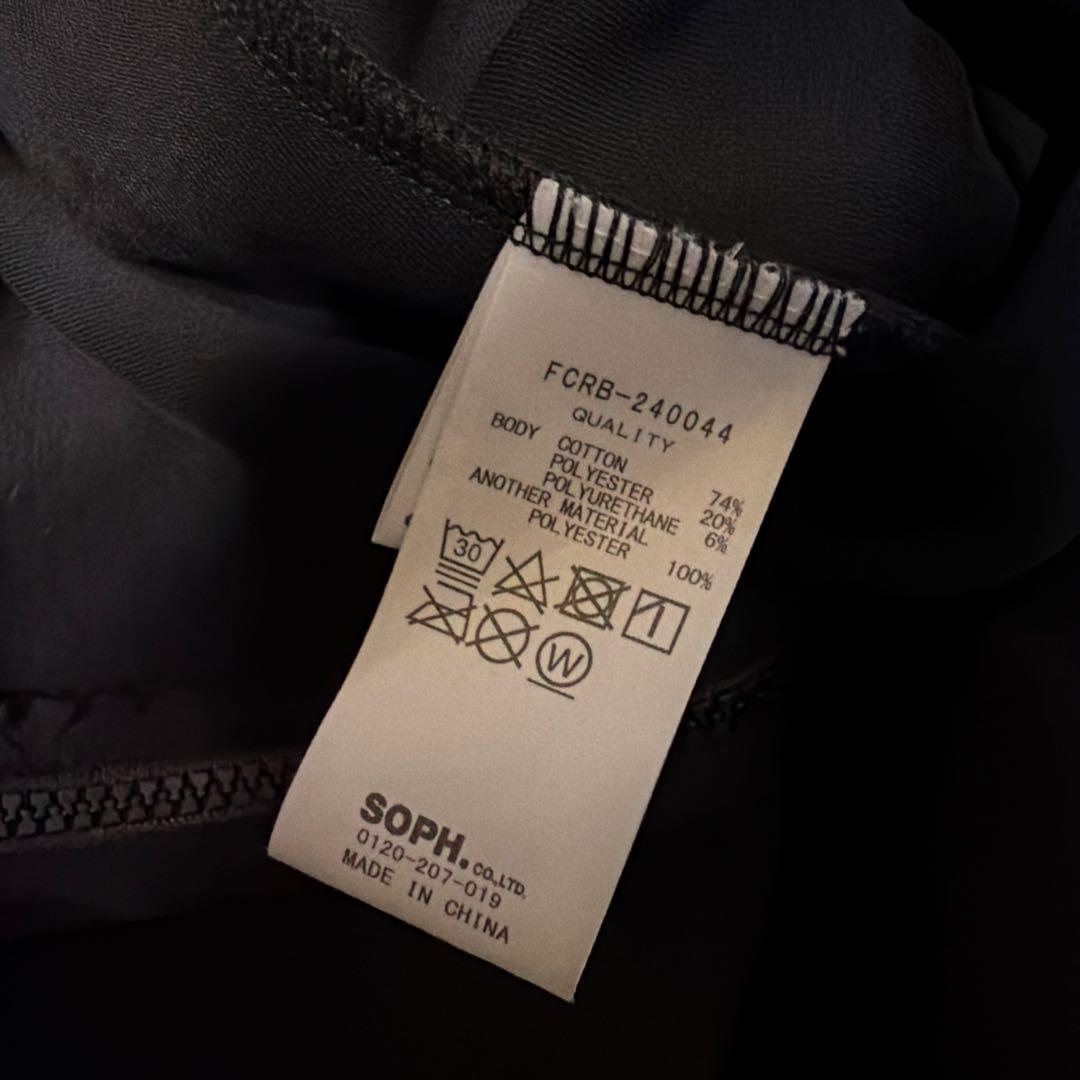 FCRB-240044
QUALITY
BODY COTTON 74%
POLYESTER 20%
POLYURETHANE 6%
ANOTHER MATERIAL
POLYESTER 100%
30
W
SOPH.CO.,LTD.
0120-207-019
MADE IN CHINA